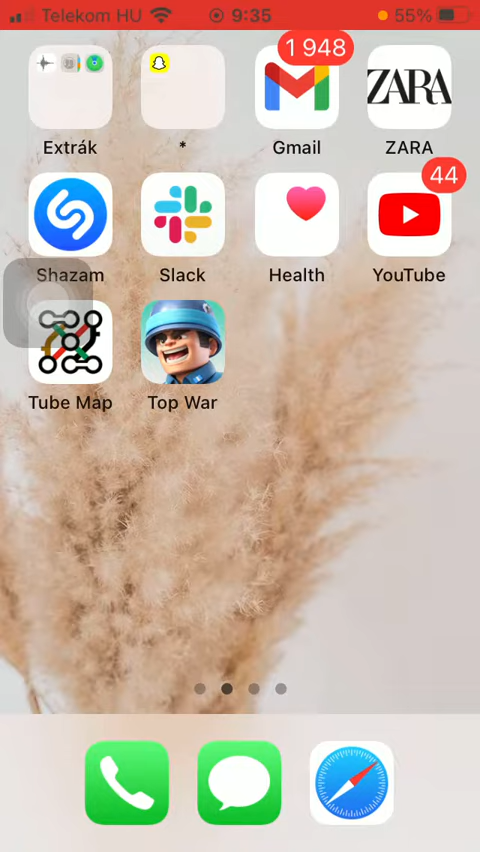 Telekom HU 9:35 55%
1 948
ZARA
Extrák * Gmail ZARA
44
Shazam Slack Health YouTube
Tube Map Top War